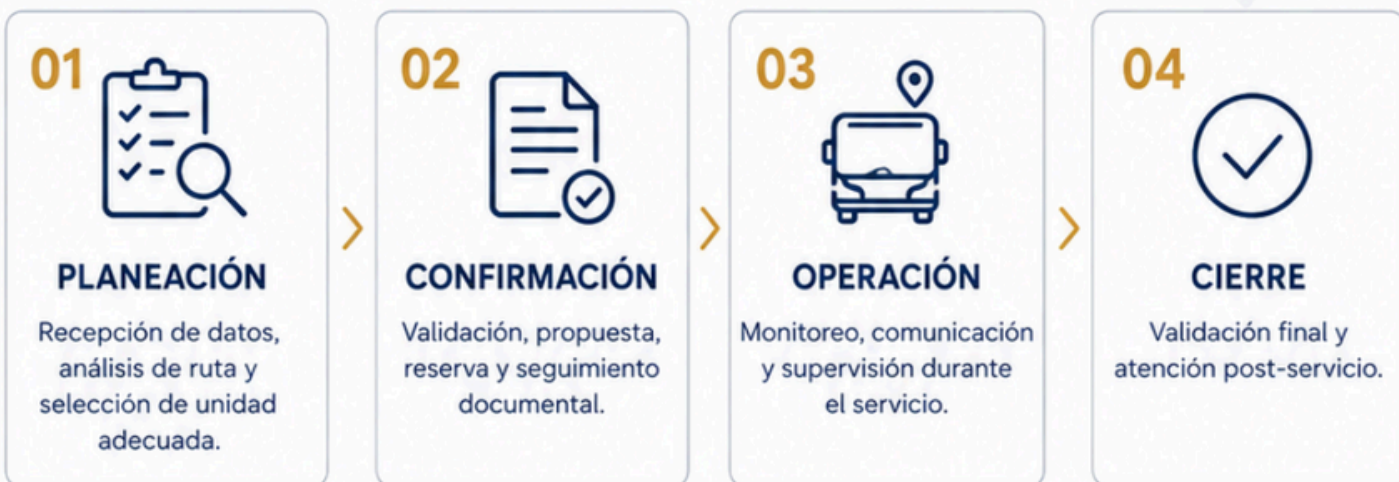 01
PLANEACIÓN
Recepción de datos,
análisis de ruta y
selección de unidad
adecuada.
02
CONFIRMACIÓN
Validación, propuesta,
reserva y seguimiento
documental.
03
OPERACIÓN
Monitoreo, comunicación
y supervisión durante
el servicio.
04
CIERRE
Validación final y
atención post-servicio.